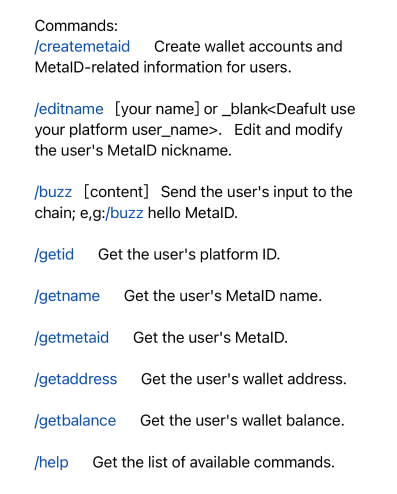 Commands:
/createmetaid Create wallet accounts and
MetaID-related information for users.
/editname [your name] or _blank<Deafult use
your platform user_name>. Edit and modify
the user's MetaID nickname.
/buzz [content] Send the user's input to the
chain; e,g:/buzz hello MetaID.
/getid Get the user's platform ID.
/getname Get the user's MetaID name.
/getmetaid Get the user's MetaID.
/getaddress Get the user's wallet address.
/getbalance Get the user's wallet balance.
/help Get the list of available commands.